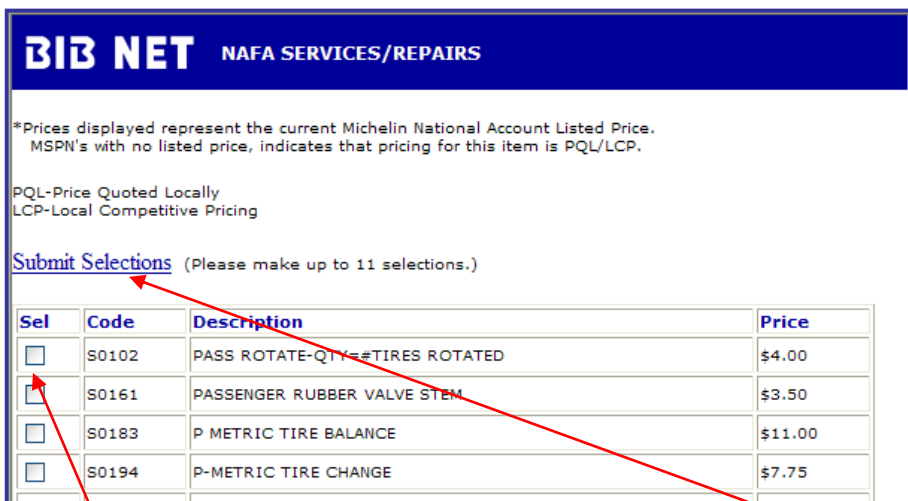 BIB NET NAFA SERVICES/REPAIRS
*Prices displayed represent the current Michelin National Account Listed Price.
MSPN's with no listed price, indicates that pricing for this item is PQL/LCP.
PQL-Price Quoted Locally
LCP-Local Competitive Pricing
Submit Selections (Please make up to 11 selections.)
Sel Code Description Price
S0102 PASS ROTATE-QTY=#TIRES ROTATED $4.00
S0161 PASSENGER RUBBER VALVE STEM $3.50
S0183 P METRIC TIRE BALANCE $11.00
S0194 P-METRIC TIRE CHANGE $7.75